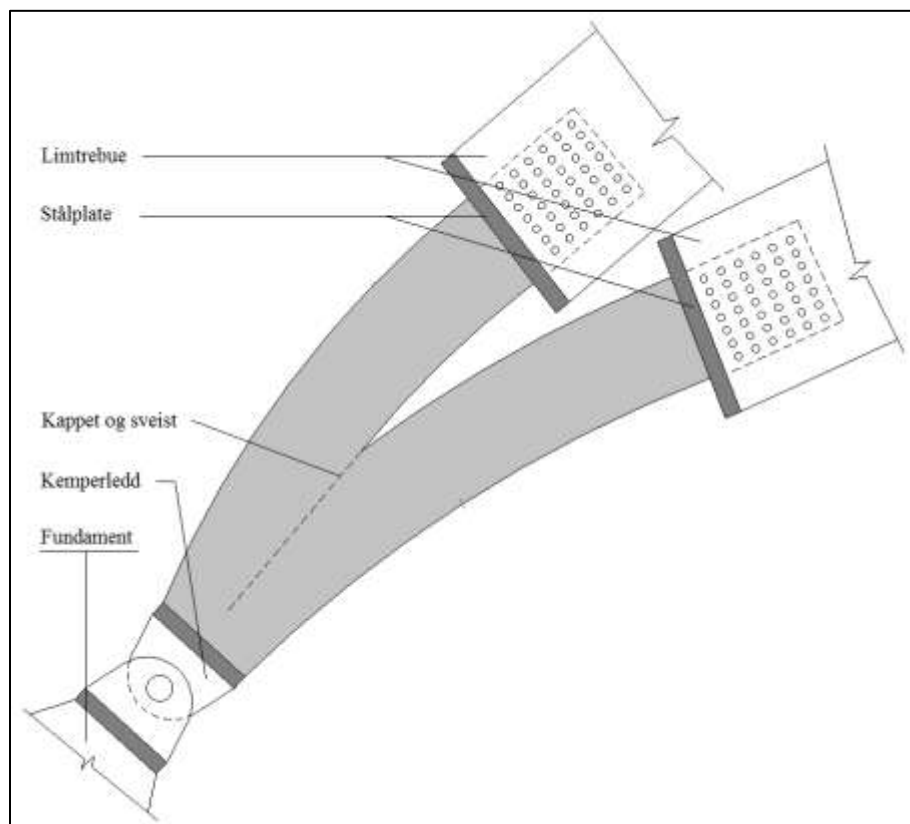 Limtrebue
Stålplate
Kappet og sveist
Kemperledd
Fundament